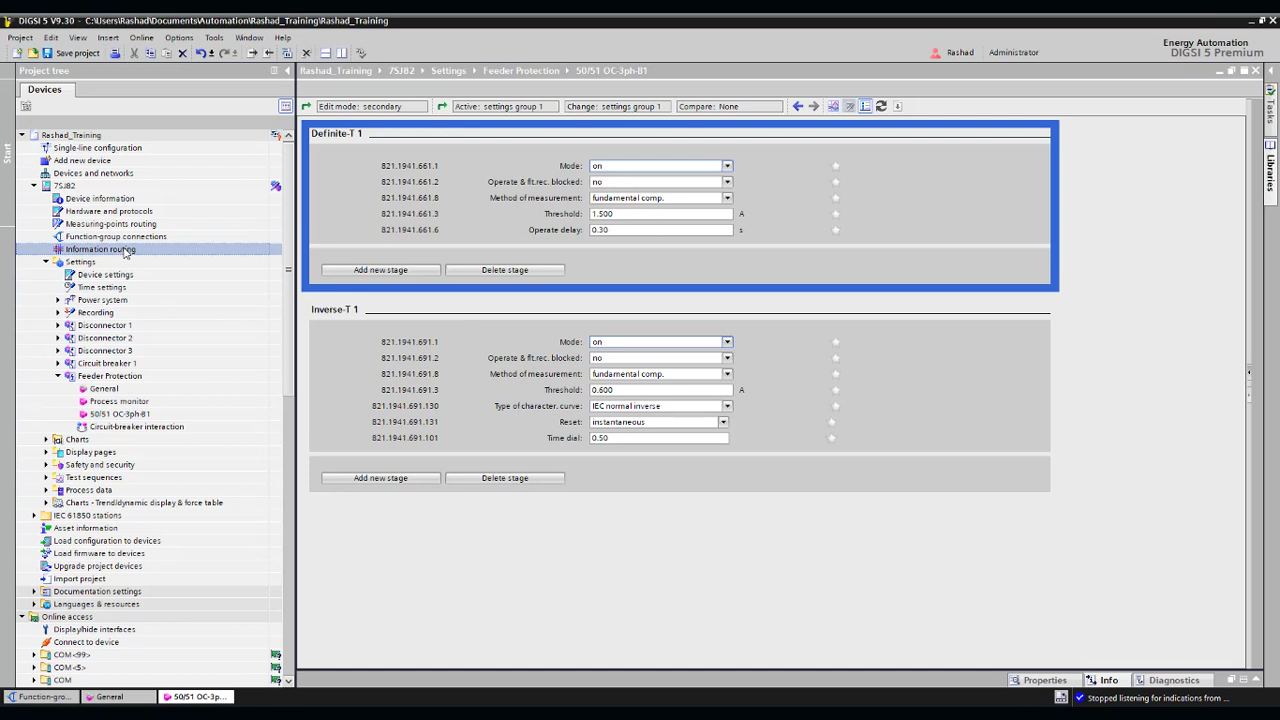 DIGSI 5 V9.30 - C:\Users\Rashad\Documents\Automation\Rashad_Training\Rashad_Training
Project Edit View Insert Online Options Tools Window Help
Energy Automation
DIGSI 5 Premium
Save project
Rashad Administrator
Project tree
Rashad_Training 7SJ82 Settings Feeder Protection 50/51 OC-3ph-B1
Devices
Start
Tasks
Libraries
Edit mode: secondary
Active: settings group 1
Change: settings group 1
Compare: None
Rashad_Training
Single-line configuration
Add new device
Devices and networks
7SJ82
Device information
Hardware and protocols
Measuring-points routing
Function-group connections
Information routing
Settings
Device settings
Time settings
Power system
Recording
Disconnector 1
Disconnector 2
Disconnector 3
Circuit breaker 1
Feeder Protection
General
Process monitor
50/51 OC-3ph-B1
Circuit-breaker interaction
Charts
Display pages
Safety and security
Test sequences
Process data
Charts - Trend/dynamic display & force table
IEC 61850 stations
Asset information
Load configuration to devices
Load firmware to devices
Upgrade project devices
Import project
Documentation settings
Languages & resources
Online access
Display/hide interfaces
Connect to device
COM <99>
COM <5>
COM
Definite-T 1
821.1941.661.1 Mode: on
821.1941.661.2 Operate & flt.rec. blocked: no
821.1941.661.8 Method of measurement: fundamental comp.
821.1941.661.3 Threshold: 1.500 A
821.1941.661.6 Operate delay: 0.30 s
Add new stage Delete stage
Inverse-T 1
821.1941.691.1 Mode: on
821.1941.691.2 Operate & flt.rec. blocked: no
821.1941.691.8 Method of measurement: fundamental comp.
821.1941.691.3 Threshold: 0.600 A
821.1941.691.130 Type of character. curve: IEC normal inverse
821.1941.691.131 Reset: instantaneous
821.1941.691.101 Time dial: 0.50
Add new stage Delete stage
Properties Info Diagnostics
Function-gro... General 50/51 OC-3p...
Stopped listening for indications from ...